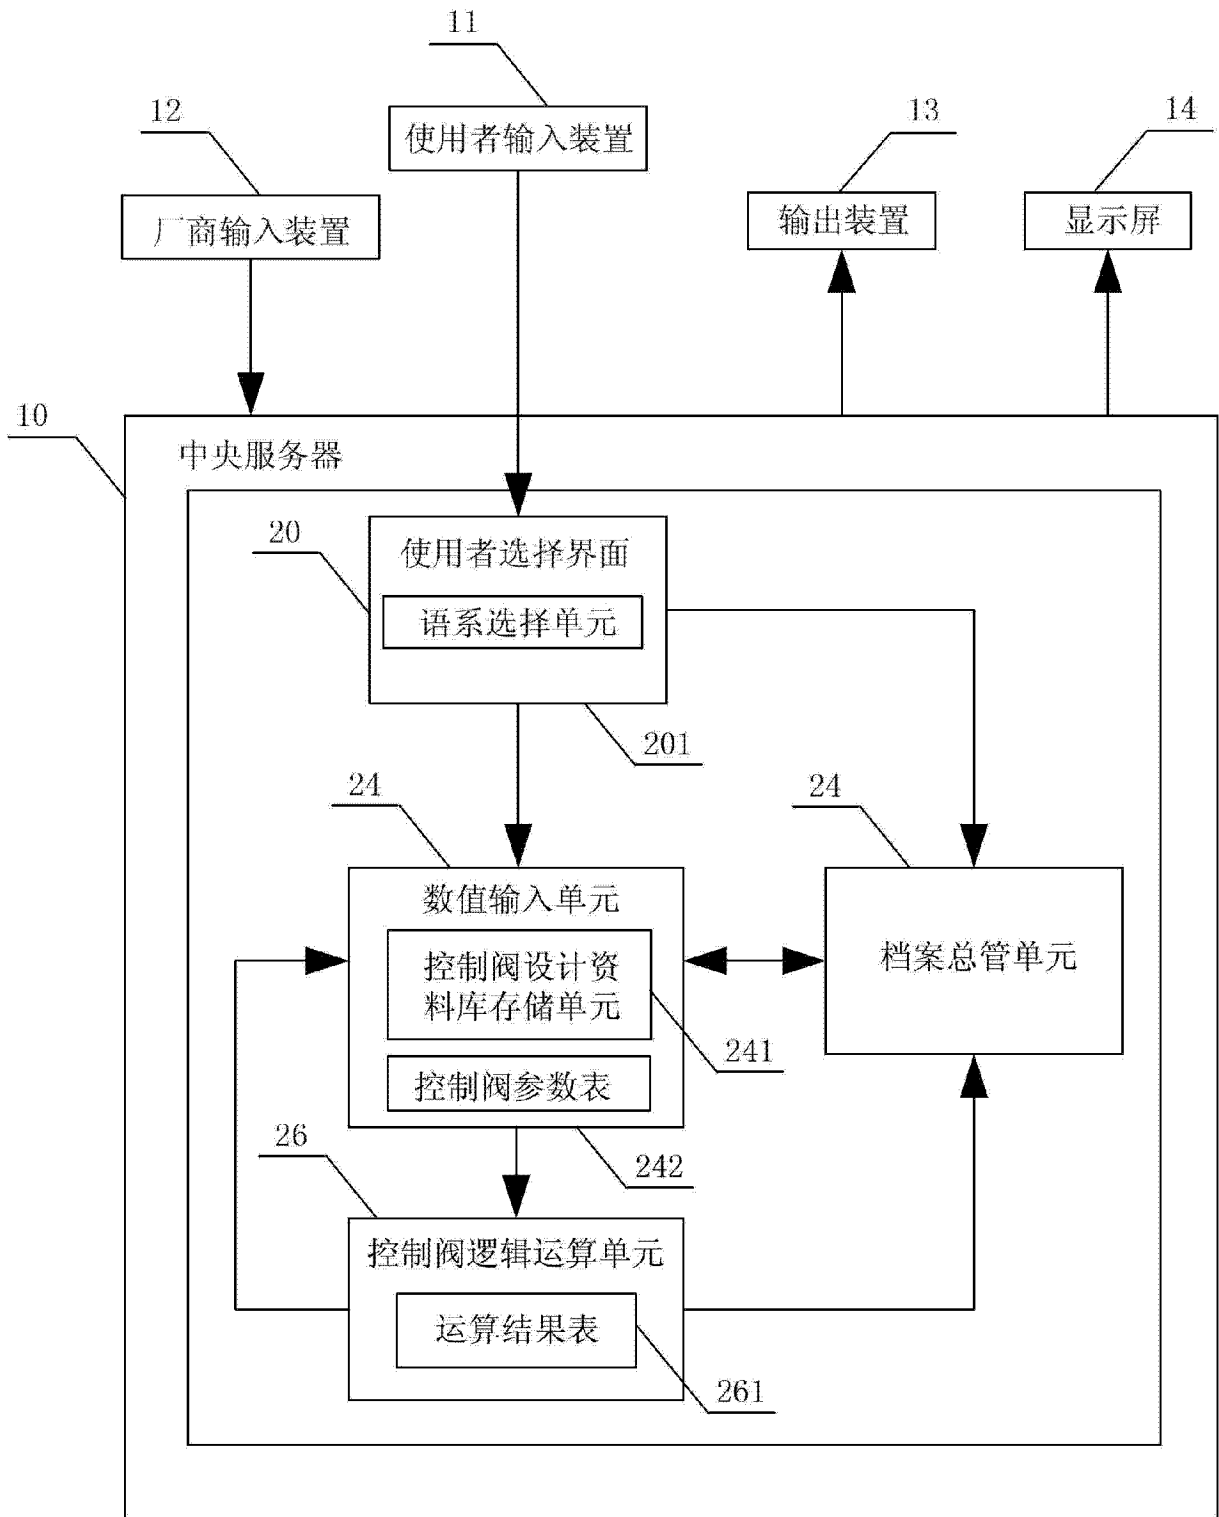 11
12
使用者输入装置
13
14
厂商输入装置
输出装置
显示屏
10
中央服务器
20
使用者选择界面
语系选择单元
201
24
24
数值输入单元
控制阀设计资
料库存储单元
档案总管单元
241
控制阀参数表
26
242
控制阀逻辑运算单元
运算结果表
261